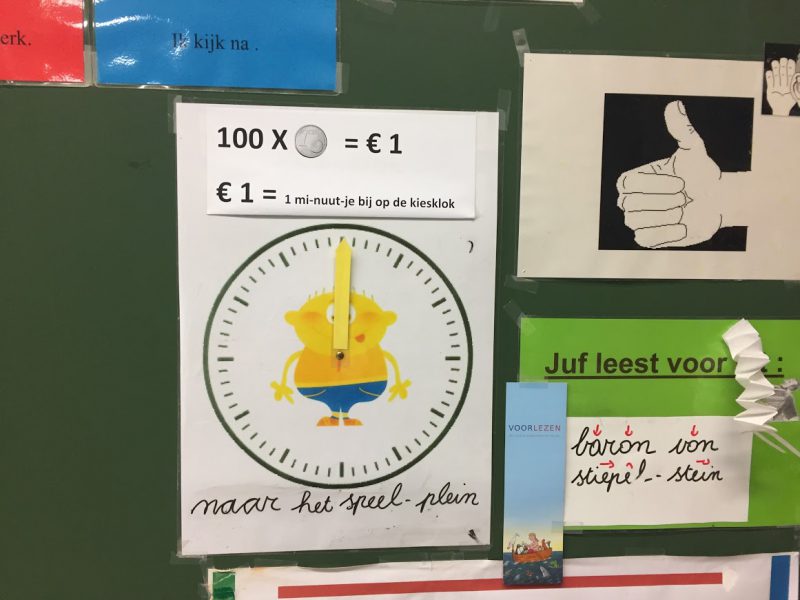 erk.
Ik kijk na .
100 X = € 1
€ 1 = 1 mi-nuut-je bij op de kiesklok
naar het speel-plein
Juf leest voor :
VOORLEZEN
baron von
stiepel-stein